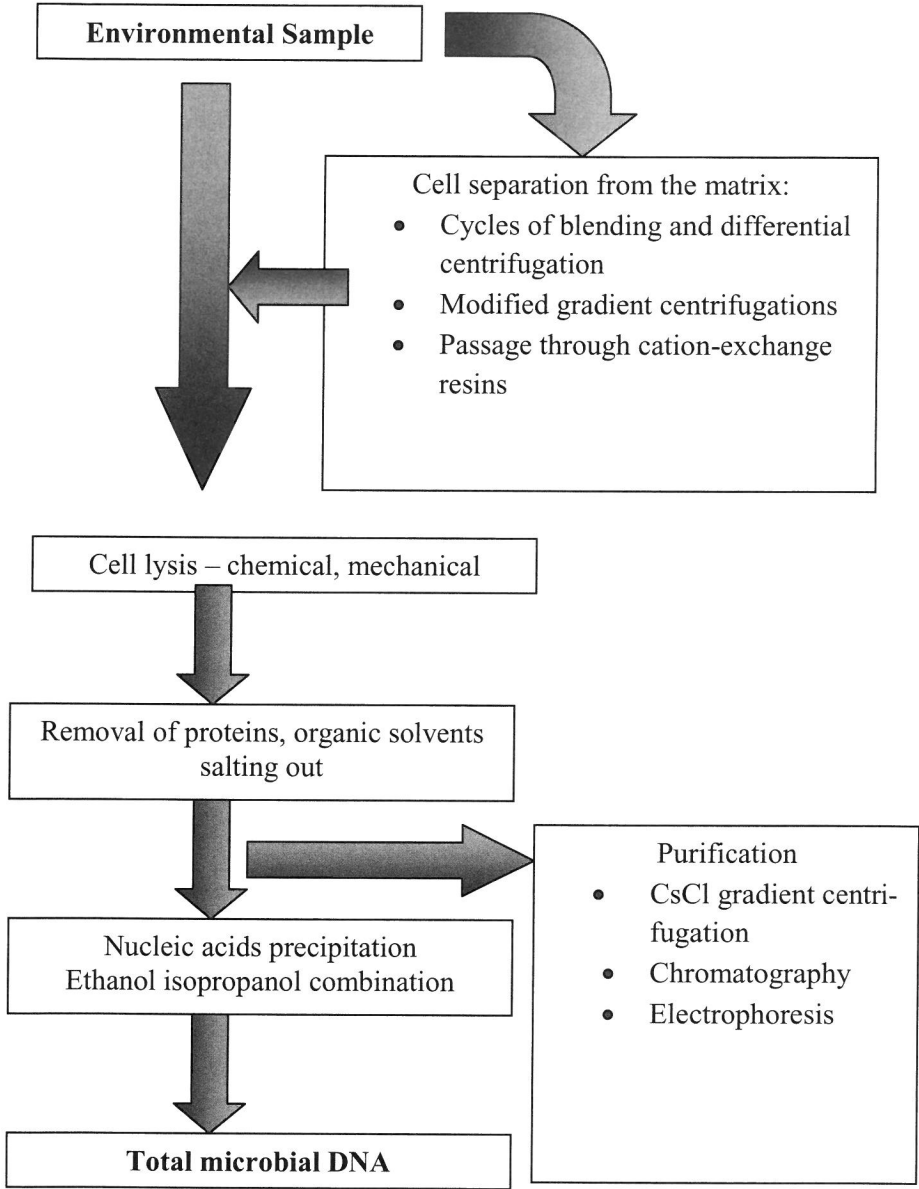 Environmental Sample
Cell separation from the matrix:
• Cycles of blending and differential
centrifugation
• Modified gradient centrifugations
• Passage through cation-exchange
resins
Cell lysis – chemical, mechanical
Removal of proteins, organic solvents
salting out
Nucleic acids precipitation
Ethanol isopropanol combination
Total microbial DNA
Purification
• CsCl gradient centri-
fugation
• Chromatography
• Electrophoresis